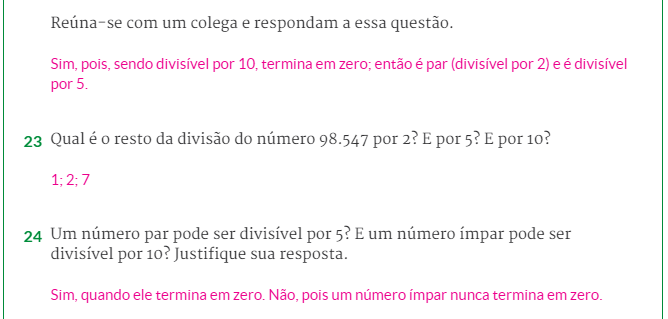 Reúna-se com um colega e respondam a essa questão.
Sim, pois, sendo divisível por 10, termina em zero; então é par (divisível por 2) e é divisível
por 5.
23 Qual é o resto da divisão do número 98.547 por 2? E por 5? E por 10?
1; 2; 7
24 Um número par pode ser divisível por 5? E um número ímpar pode ser
divisível por 10? Justifique sua resposta.
Sim, quando ele termina em zero. Não, pois um número ímpar nunca termina em zero.